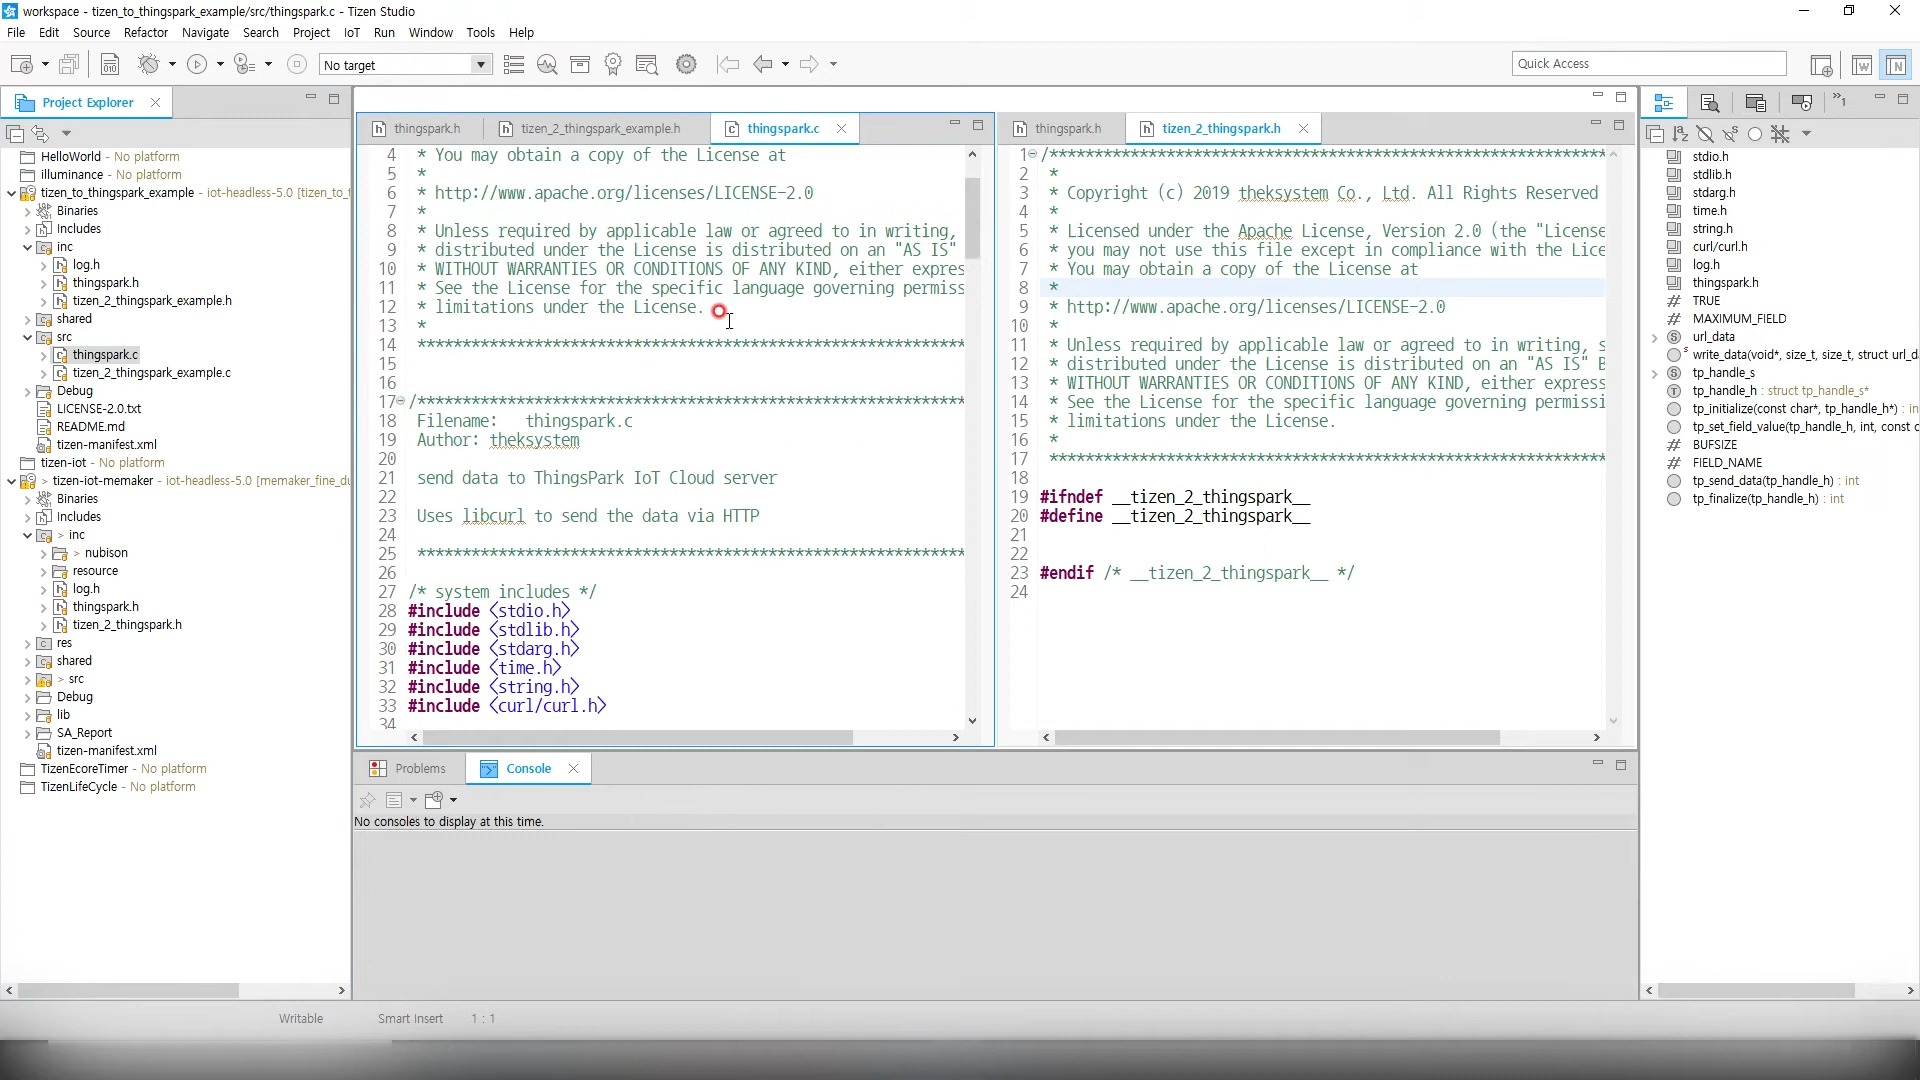 workspace - tizen_to_thingspark_example/src/thingspark.c - Tizen Studio
File Edit Source Refactor Navigate Search Project IoT Run Window Tools Help
No target
Quick Access
Project Explorer
HelloWorld - No platform
illuminance - No platform
tizen_to_thingspark_example - iot-headless-5.0 [tizen_to_t
Binaries
Includes
inc
log.h
thingspark.h
tizen_2_thingspark_example.h
shared
src
thingspark.c
tizen_2_thingspark_example.c
Debug
LICENSE-2.0.txt
README.md
tizen-manifest.xml
tizen-iot - No platform
> tizen-iot-memaker - iot-headless-5.0 [memaker_fine_du
Binaries
Includes
> inc
> nubison
resource
log.h
thingspark.h
tizen_2_thingspark.h
res
shared
> src
Debug
lib
SA_Report
tizen-manifest.xml
TizenEcoreTimer - No platform
TizenLifeCycle - No platform
thingspark.h
tizen_2_thingspark_example.h
thingspark.c
4 * You may obtain a copy of the License at
5 *
6 * http://www.apache.org/licenses/LICENSE-2.0
7 *
8 * Unless required by applicable law or agreed to in writing,
9 * distributed under the License is distributed on an "AS IS"
10 * WITHOUT WARRANTIES OR CONDITIONS OF ANY KIND, either expres
11 * See the License for the specific language governing permiss
12 * limitations under the License.
13 *
14 *************************************************************
15
16
17 /*************************************************************
18 Filename: thingspark.c
19 Author: theksystem
20
21 send data to ThingsPark IoT Cloud server
22
23 Uses libcurl to send the data via HTTP
24
25 *************************************************************
26
27 /* system includes */
28 #include <stdio.h>
29 #include <stdlib.h>
30 #include <stdarg.h>
31 #include <time.h>
32 #include <string.h>
33 #include <curl/curl.h>
34
thingspark.h
tizen_2_thingspark.h
1 /**************************************************************
2 *
3 * Copyright (c) 2019 theksystem Co., Ltd. All Rights Reserved
4 *
5 * Licensed under the Apache License, Version 2.0 (the "License
6 * you may not use this file except in compliance with the Lice
7 * You may obtain a copy of the License at
8 *
9 * http://www.apache.org/licenses/LICENSE-2.0
10 *
11 * Unless required by applicable law or agreed to in writing, s
12 * distributed under the License is distributed on an "AS IS" B
13 * WITHOUT WARRANTIES OR CONDITIONS OF ANY KIND, either express
14 * See the License for the specific language governing permissi
15 * limitations under the License.
16 *
17 **************************************************************
18
19 #ifndef __tizen_2_thingspark__
20 #define __tizen_2_thingspark__
21
22
23 #endif /* __tizen_2_thingspark__ */
24
stdio.h
stdlib.h
stdarg.h
time.h
string.h
curl/curl.h
log.h
thingspark.h
TRUE
MAXIMUM_FIELD
url_data
write_data(void*, size_t, size_t, struct url_d
tp_handle_s
tp_handle_h : struct tp_handle_s*
tp_initialize(const char*, tp_handle_h*) : in
tp_set_field_value(tp_handle_h, int, const c
BUFSIZE
FIELD_NAME
tp_send_data(tp_handle_h) : int
tp_finalize(tp_handle_h) : int
Problems
Console
No consoles to display at this time.
Writable
Smart Insert
1 : 1